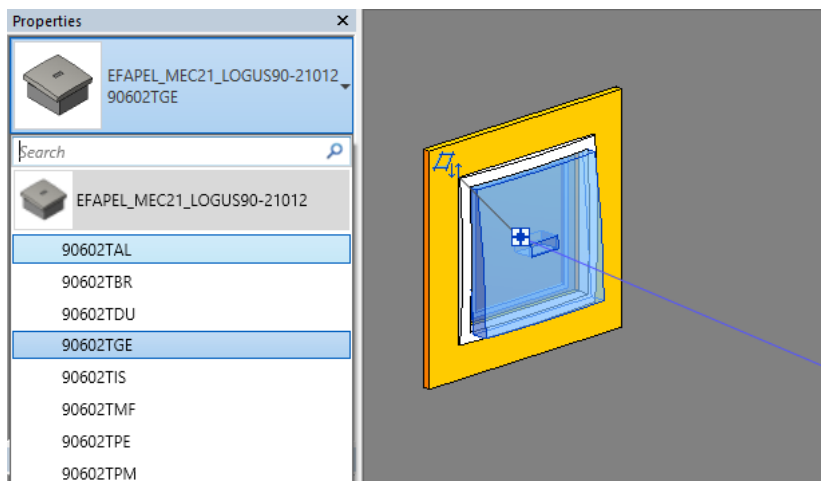 Properties
EFAPEL_MEC21_LOGUS90-21012
90602TGE
Search
EFAPEL_MEC21_LOGUS90-21012
90602TAL
90602TBR
90602TDU
90602TGE
90602TIS
90602TMF
90602TPE
90602TPM